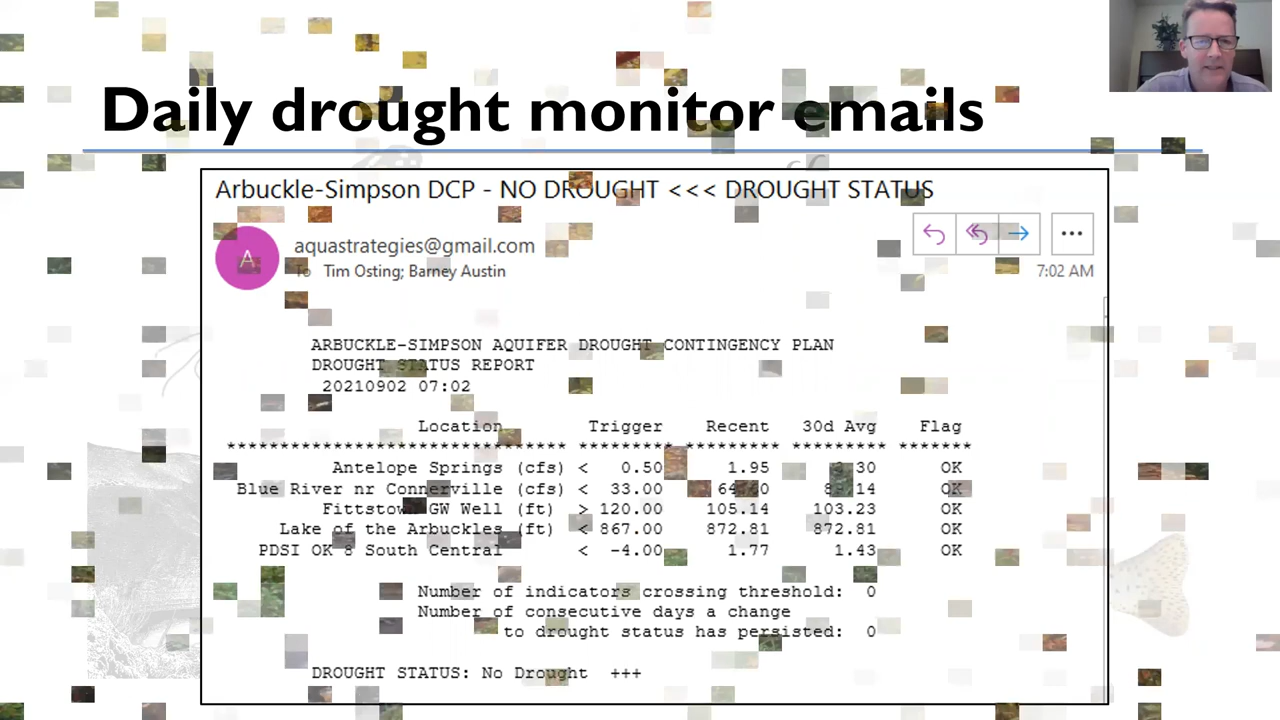 Daily drought monitor emails
Arbuckle-Simpson DCP - NO DROUGHT <<< DROUGHT STATUS
A
aquastrategies@gmail.com
To Tim Osting; Barney Austin
7:02 AM
ARBUCKLE-SIMPSON AQUIFER DROUGHT CONTINGENCY PLAN
DROUGHT STATUS REPORT
20210902 07:02
Location Trigger Recent 30d Avg Flag
******************************* ********* ********* ********* *******
Antelope Springs (cfs) < 0.50 1.95 .30 OK
Blue River nr Connerville (cfs) < 33.00 OK
Fittstown GW Well (ft) > 120.00 105.14 103.23 OK
Lake of the Arbuckles (ft) < 867.00 872.81 872.81 OK
PDSI OK 8 South Central < -4.00 1.77 1.43 OK
Number of indicators crossing threshold: 0
Number of consecutive days a change
to drought status has persisted: 0
DROUGHT STATUS: No Drought +++